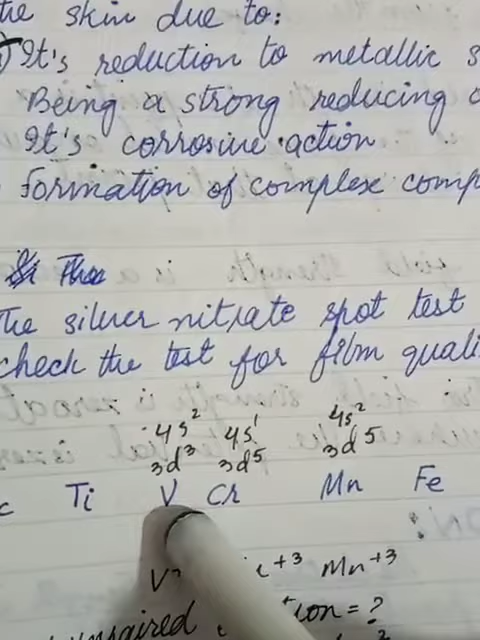 the skin due to:
It's reduction to metallic
Being a strong reducing
It's corrosive action
Formation of complex comp
The silver nitrate spot test
check the test for film quali
4s² 4s¹ 4s²
3d³ 3d⁵ 3d⁵
Ti V Cr Mn Fe
+3 Mn+3
unpaired = ?